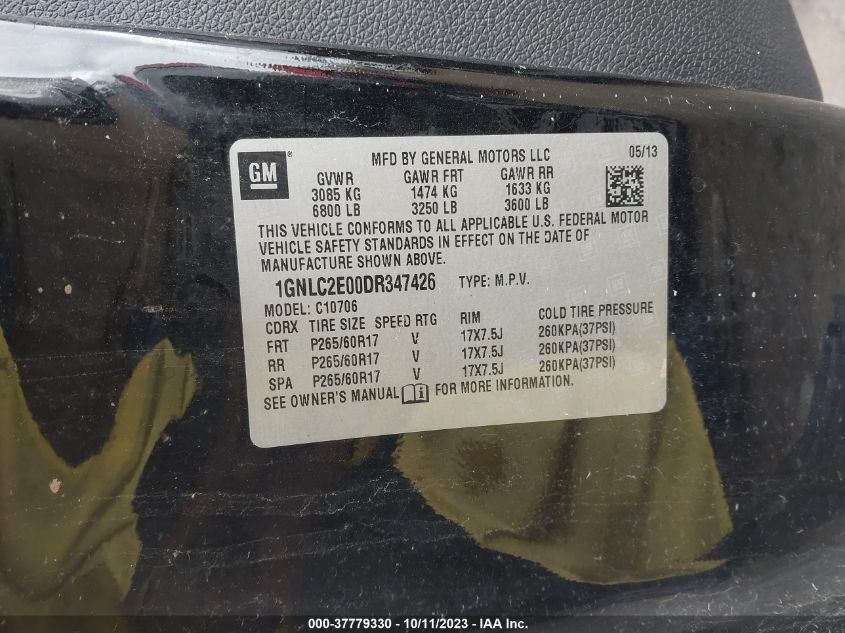 GM ®
MFD BY GENERAL MOTORS LLC 05/13
GVWR GAWR FRT GAWR RR
3085 KG 1474 KG 1633 KG
6800 LB 3250 LB 3600 LB
THIS VEHICLE CONFORMS TO ALL APPLICABLE U.S. FEDERAL MOTOR
VEHICLE SAFETY STANDARDS IN EFFECT ON THE DATE OF
MANUFACTURE SHOWN ABOVE.
1GNLC2E00DR347426 TYPE: M.P.V.
MODEL: C10706
CDRX TIRE SIZE SPEED RTG RIM COLD TIRE PRESSURE
FRT P265/60R17 V 17X7.5J 260KPA(37PSI)
RR P265/60R17 V 17X7.5J 260KPA(37PSI)
SPA P265/60R17 V 17X7.5J 260KPA(37PSI)
SEE OWNER'S MANUAL FOR MORE INFORMATION.
000-37779330 - 10/11/2023 - © IAA Inc.